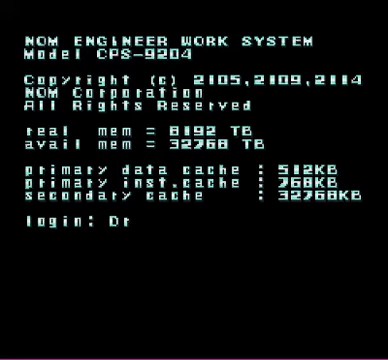 NOM ENGINEER WORK SYSTEM
Model CPS-9204
Copyright (c) 2105,2109,2114
NOM Corporation
All Rights Reserved
real mem = 8192 TB
avail mem = 32768 TB
primary data cache : 512KB
primary inst.cache : 768KB
secondary cache : 32768KB
login: Dr